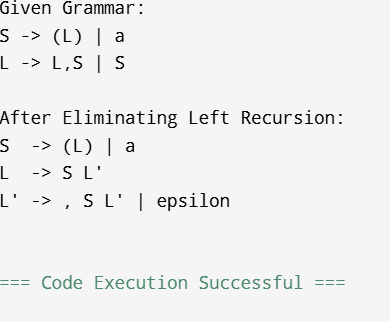 Given Grammar:
S -> (L) | a
L -> L,S | S
After Eliminating Left Recursion:
S  -> (L) | a
L  -> S L'
L' -> , S L' | epsilon
=== Code Execution Successful ===